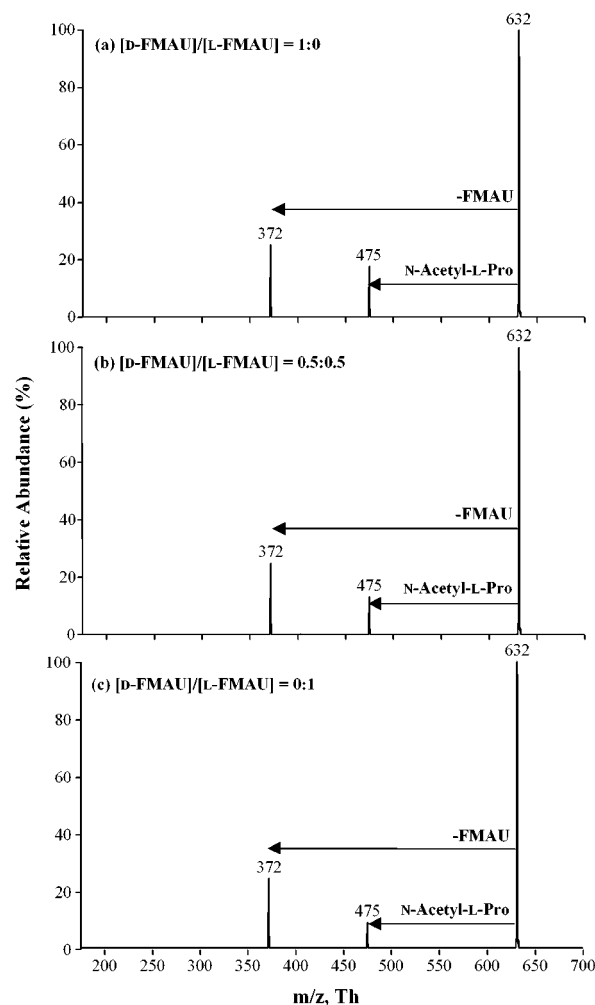 632
100
(a) [D-FMAU]/[L-FMAU] = 1:0
80
60
40
-FMAU
372
475
N-Acetyl-L-Pro
20
0
632
100
(b) [D-FMAU]/[L-FMAU] = 0.5:0.5
80
60
40
-FMAU
372
475
N-Acetyl-L-Pro
20
0
Relative Abundance (%)
632
100
(c) [D-FMAU]/[L-FMAU] = 0:1
80
60
40
-FMAU
372
475
N-Acetyl-L-Pro
20
0
200 250 300 350 400 450 500 550 600 650 700
m/z, Th